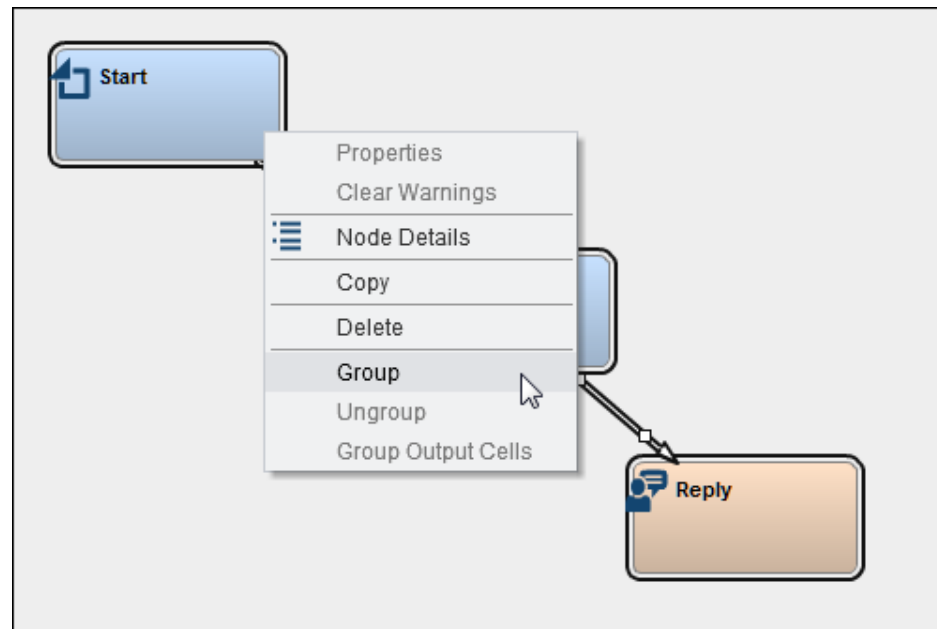 Start
Properties
Clear Warnings
Node Details
Copy
Delete
Group
Ungroup
Group Output Cells
Reply